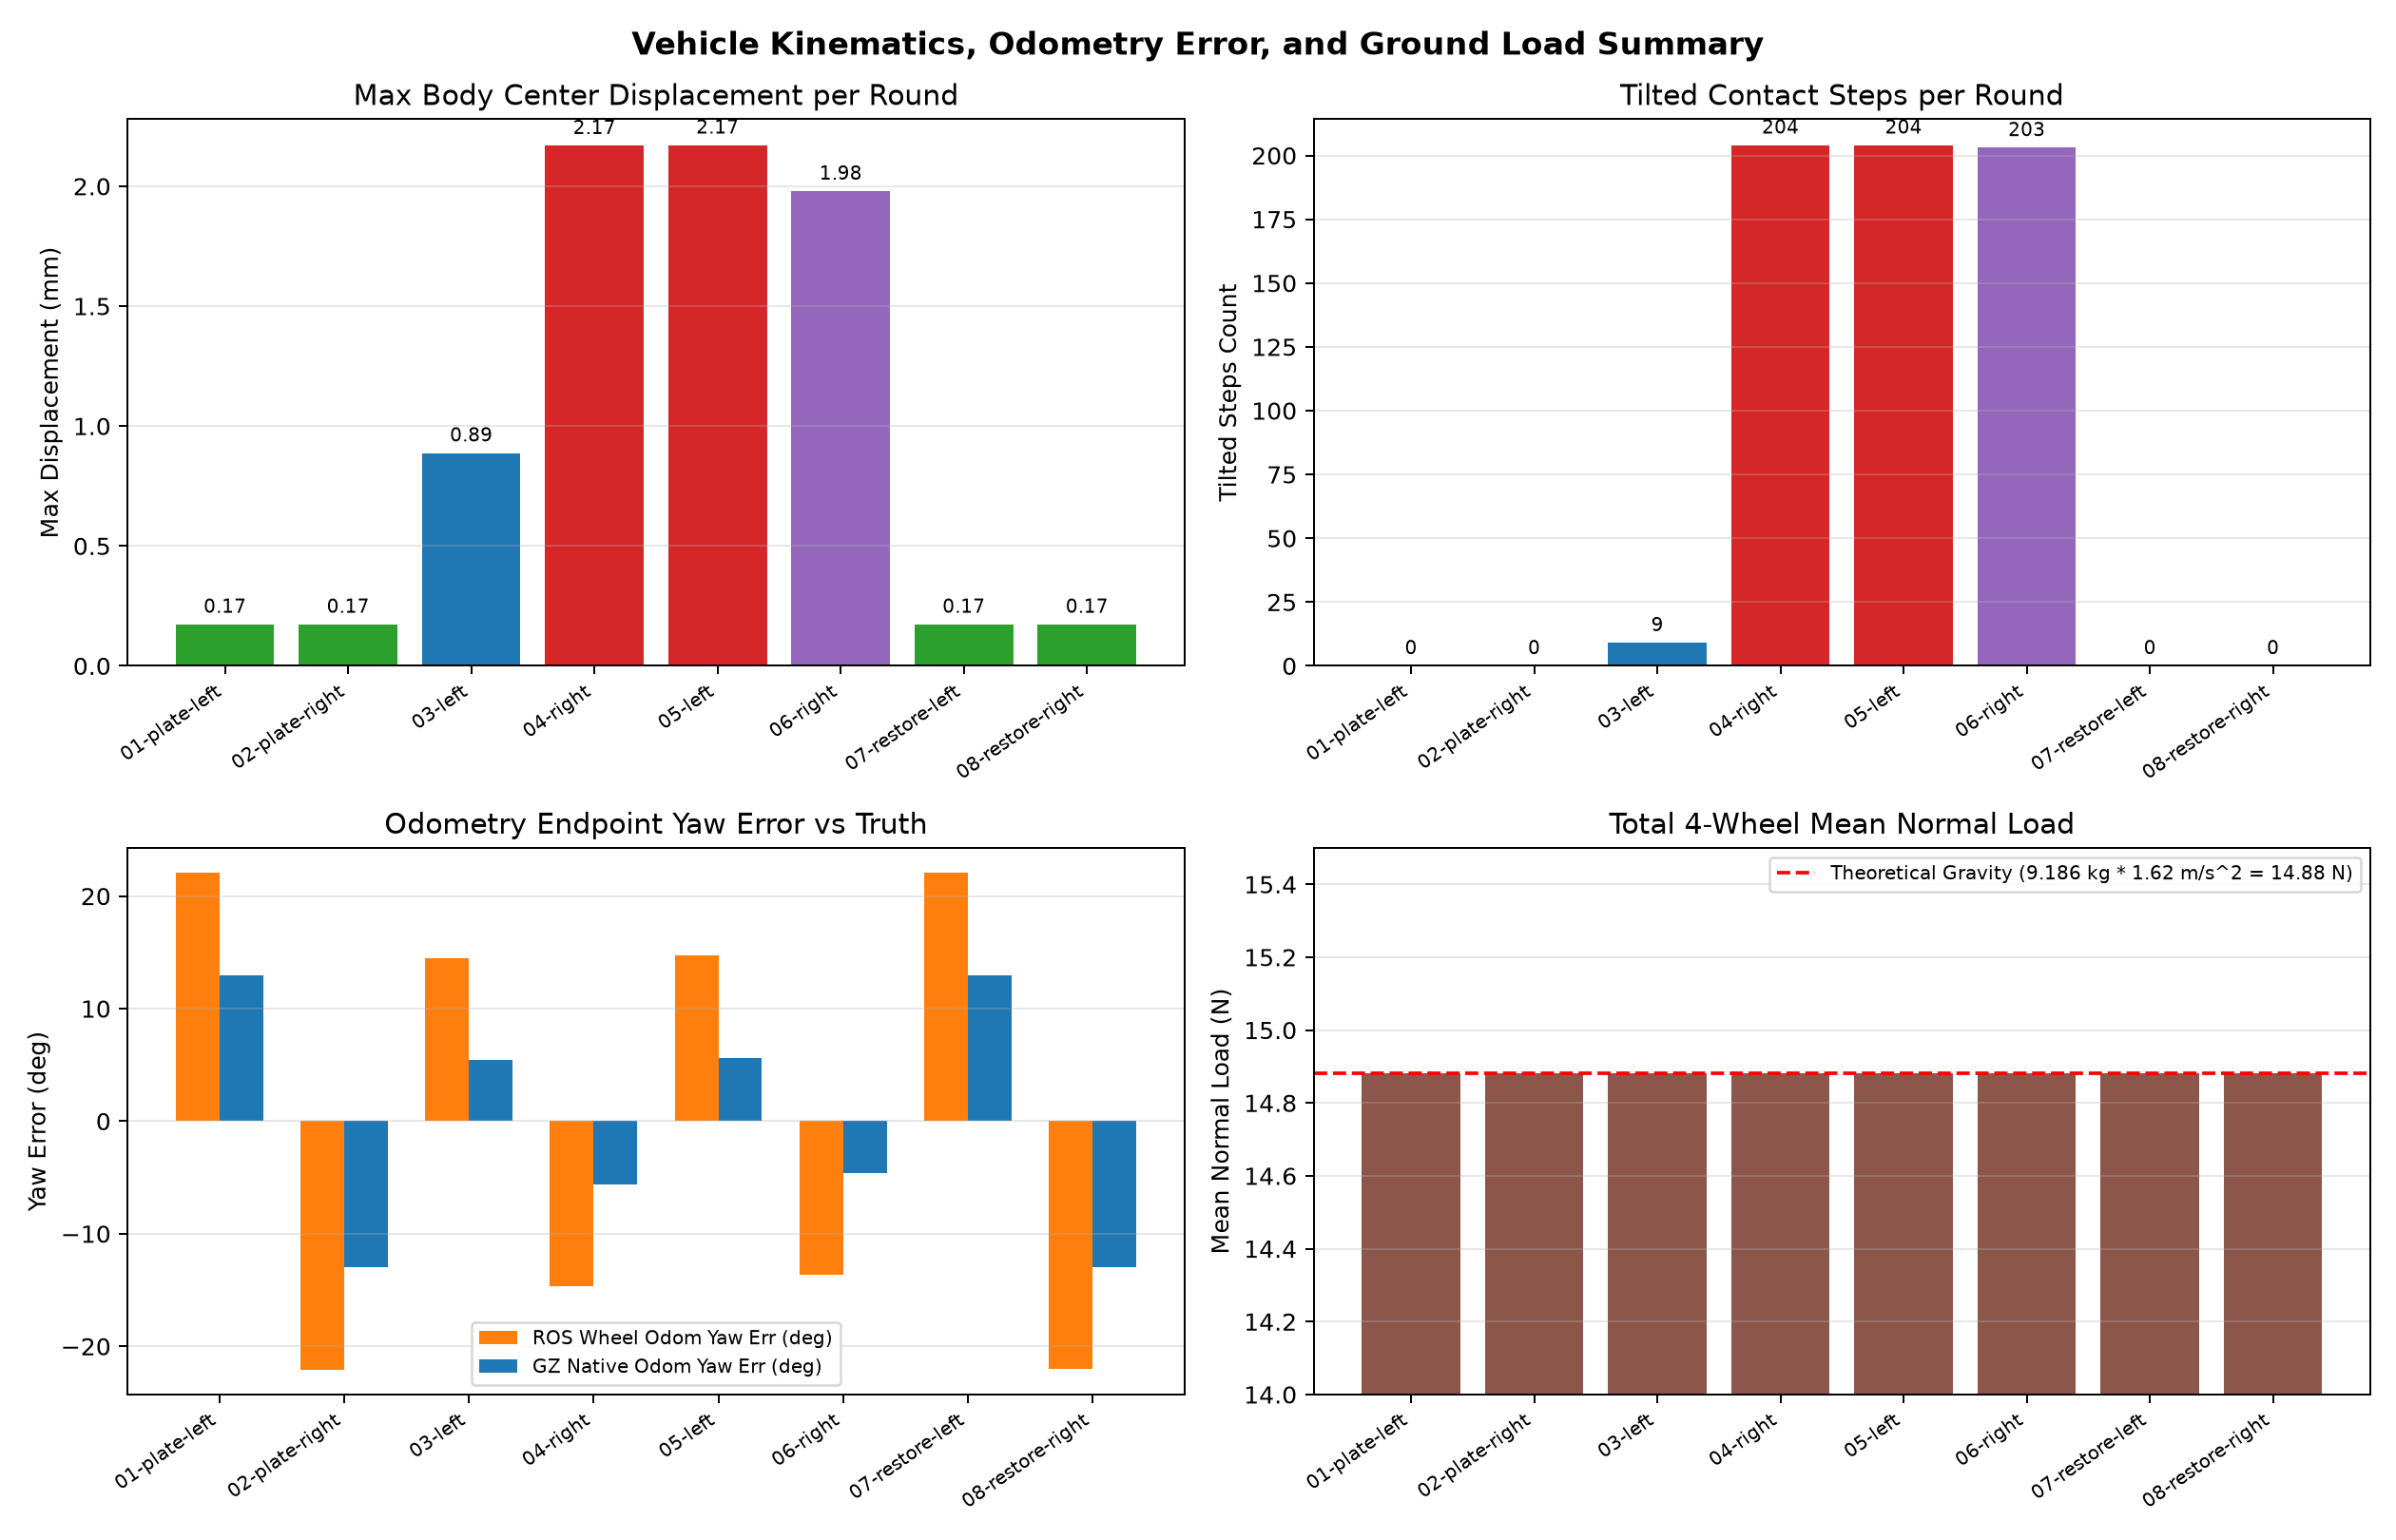 Vehicle Kinematics, Odometry Error, and Ground Load Summary
Max Body Center Displacement per Round
Max Displacement (mm)
2.0
1.5
1.0
0.5
0.0
0.17
0.17
0.89
2.17
2.17
1.98
0.17
0.17
01-plate-left
02-plate-right
03-left
04-right
05-left
06-right
07-restore-left
08-restore-right
Tilted Contact Steps per Round
Tilted Steps Count
200
175
150
125
100
75
50
25
0
0
0
9
204
204
203
0
0
01-plate-left
02-plate-right
03-left
04-right
05-left
06-right
07-restore-left
08-restore-right
Odometry Endpoint Yaw Error vs Truth
Yaw Error (deg)
20
10
0
−10
−20
ROS Wheel Odom Yaw Err (deg)
GZ Native Odom Yaw Err (deg)
01-plate-left
02-plate-right
03-left
04-right
05-left
06-right
07-restore-left
08-restore-right
Total 4-Wheel Mean Normal Load
Mean Normal Load (N)
15.4
15.2
15.0
14.8
14.6
14.4
14.2
14.0
Theoretical Gravity (9.186 kg * 1.62 m/s^2 = 14.88 N)
01-plate-left
02-plate-right
03-left
04-right
05-left
06-right
07-restore-left
08-restore-right